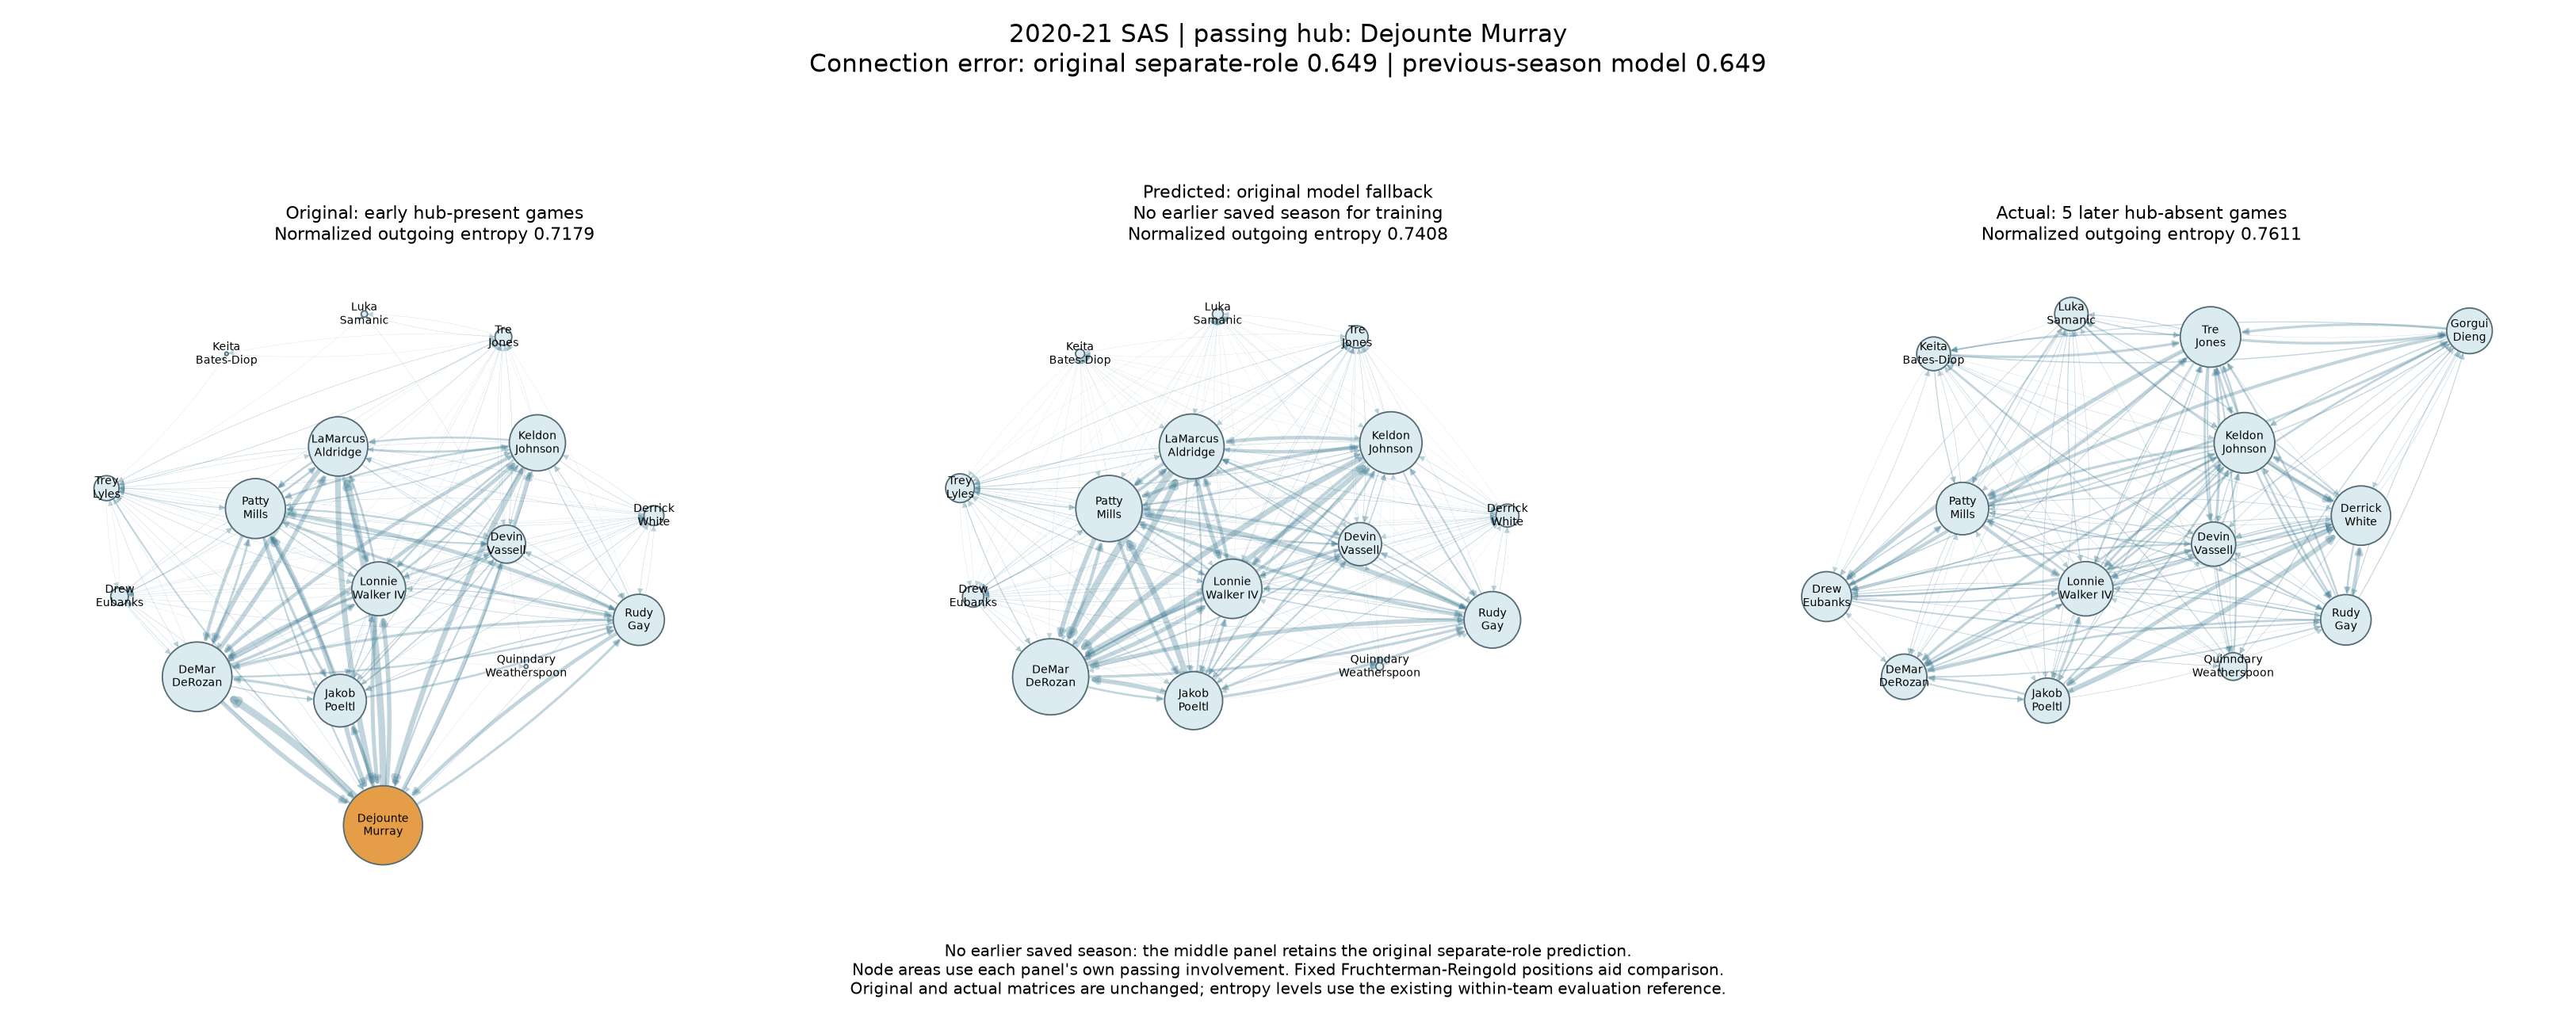 2020-21 SAS | passing hub: Dejounte Murray
Connection error: original separate-role 0.649 | previous-season model 0.649
Original: early hub-present games
Normalized outgoing entropy 0.7179
Luka
Samanic
Tre
Jones
Keita
Bates-Diop
LaMarcus
Aldridge
Keldon
Johnson
Trey
Lyles
Patty
Mills
Derrick
White
Devin
Vassell
Lonnie
Walker IV
Drew
Eubanks
Rudy
Gay
Quinndary
Weatherspoon
DeMar
DeRozan
Jakob
Poeltl
Dejounte
Murray
Predicted: original model fallback
No earlier saved season for training
Normalized outgoing entropy 0.7408
Luka
Samanic
Tre
Jones
Keita
Bates-Diop
LaMarcus
Aldridge
Keldon
Johnson
Trey
Lyles
Patty
Mills
Derrick
White
Devin
Vassell
Lonnie
Walker IV
Drew
Eubanks
Rudy
Gay
Quinndary
Weatherspoon
DeMar
DeRozan
Jakob
Poeltl
Actual: 5 later hub-absent games
Normalized outgoing entropy 0.7611
Luka
Samanic
Tre
Jones
Gorgui
Dieng
Keita
Bates-Diop
Keldon
Johnson
Patty
Mills
Derrick
White
Devin
Vassell
Lonnie
Walker IV
Drew
Eubanks
Rudy
Gay
Quinndary
Weatherspoon
DeMar
DeRozan
Jakob
Poeltl
No earlier saved season: the middle panel retains the original separate-role prediction.
Node areas use each panel's own passing involvement. Fixed Fruchterman-Reingold positions aid comparison.
Original and actual matrices are unchanged; entropy levels use the existing within-team evaluation reference.